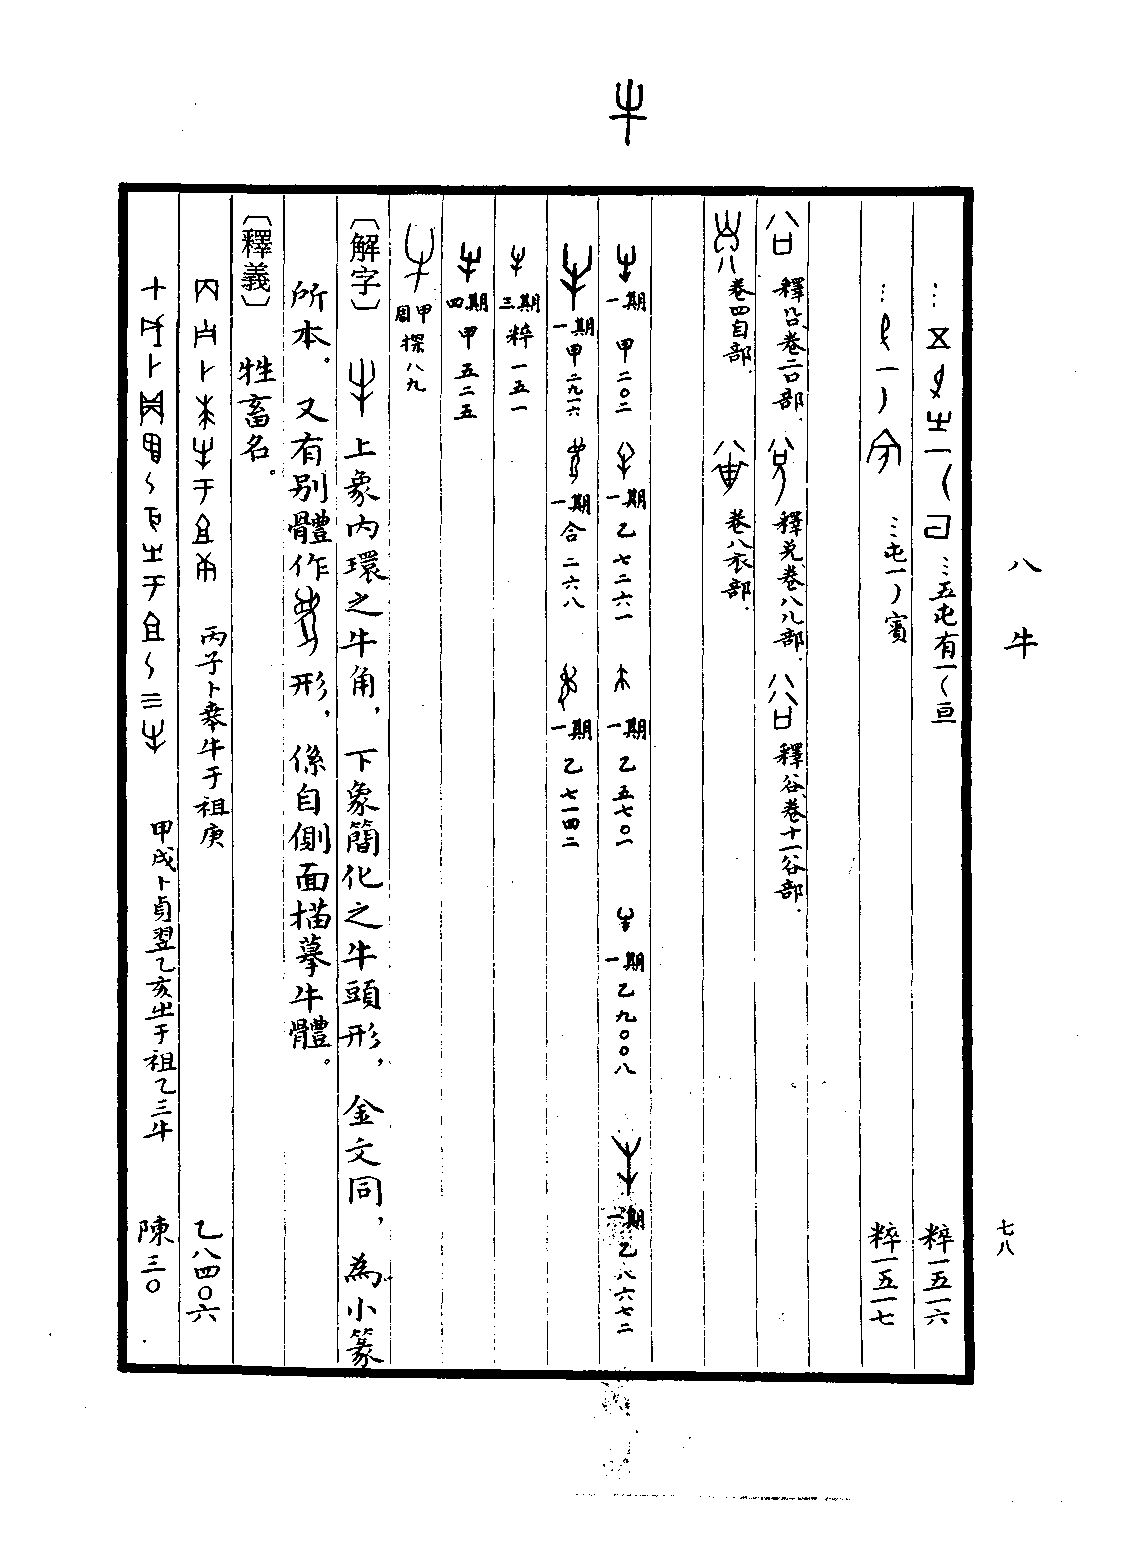 八 牛
七八
…五屯有一(亘 粹一五一六
…屯一)賓 粹一五一七
釋㕣卷二口部. 釋兌卷八儿部. 釋谷卷十一谷部.
卷四自部. 卷八衣部.
牛
一期 甲二〇二 一期 乙七二六一 一期 乙五七〇一 一期 乙九〇〇八 一期 乙八六七二
一期 甲二九一六 一期 合二六八 一期 乙七一四二
三期 粹一五一
四期 甲五二五
周甲 探八九
〔解字〕 上象內環之牛角，下象簡化之牛頭形，金文同，為小篆
所本。又有別體作形，係自側面描摹牛體。
〔釋義〕 牲畜名。
丙子卜𠦪牛于祖庚 乙八四〇六
甲戌卜貞翌乙亥㞢于祖乙三牛 陳三〇